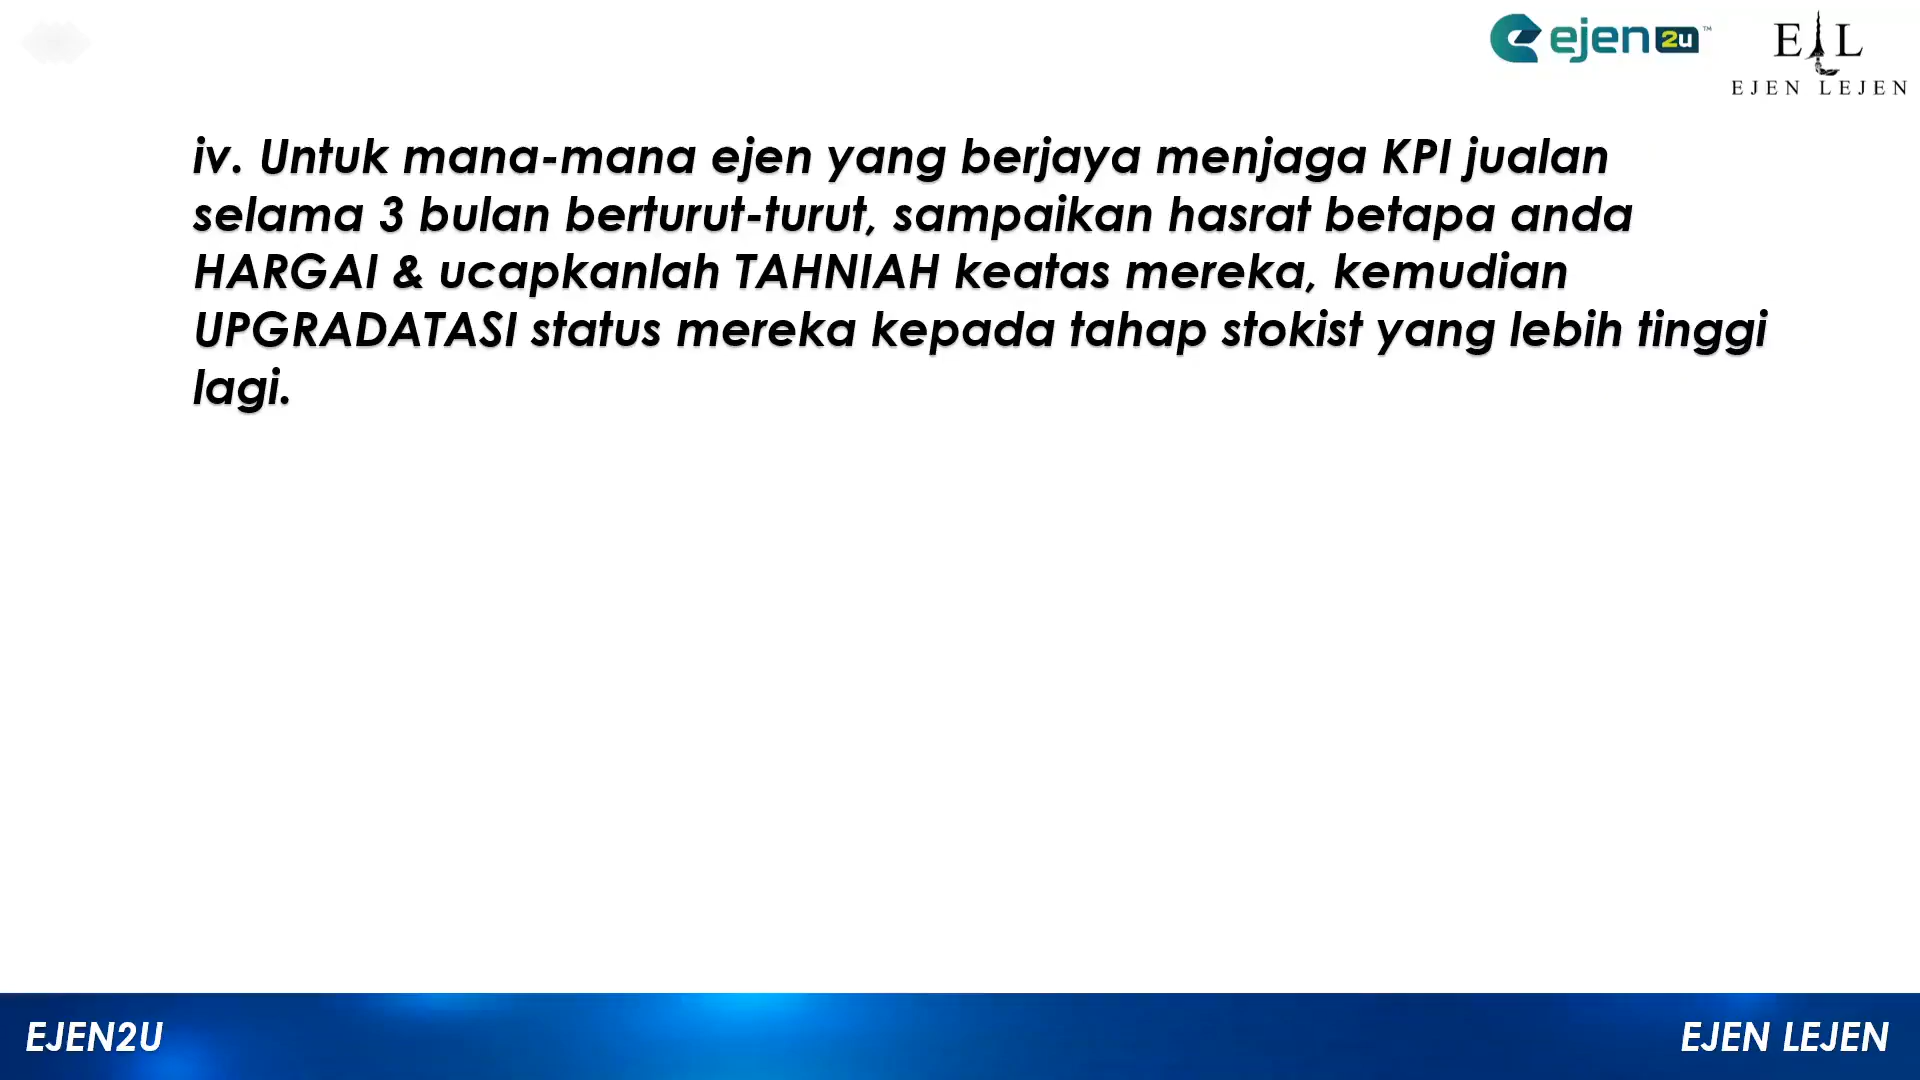 ejen2u™
EL
EJEN LEJEN
iv. Untuk mana-mana ejen yang berjaya menjaga KPI jualan
selama 3 bulan berturut-turut, sampaikan hasrat betapa anda
HARGAI & ucapkanlah TAHNIAH keatas mereka, kemudian
UPGRADATASI status mereka kepada tahap stokist yang lebih tinggi
lagi.
EJEN2U
EJEN LEJEN